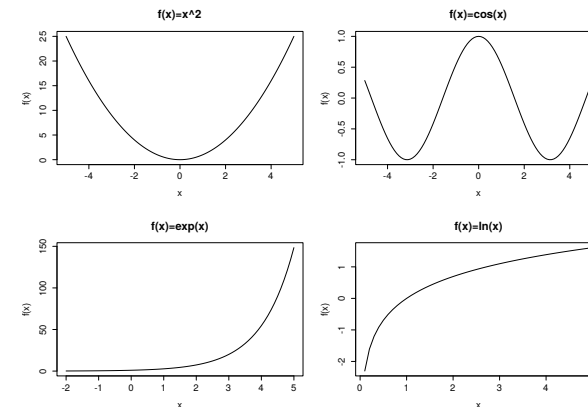 f(x)=x^2
f(x)
25
20
15
10
5
0
-4 -2 0 2 4
x
f(x)=cos(x)
f(x)
1.0
0.5
0.0
-0.5
-1.0
-4 -2 0 2 4
x
f(x)=exp(x)
f(x)
150
100
50
0
-2 -1 0 1 2 3 4 5
x
f(x)=ln(x)
f(x)
1
0
-1
-2
0 1 2 3 4
x